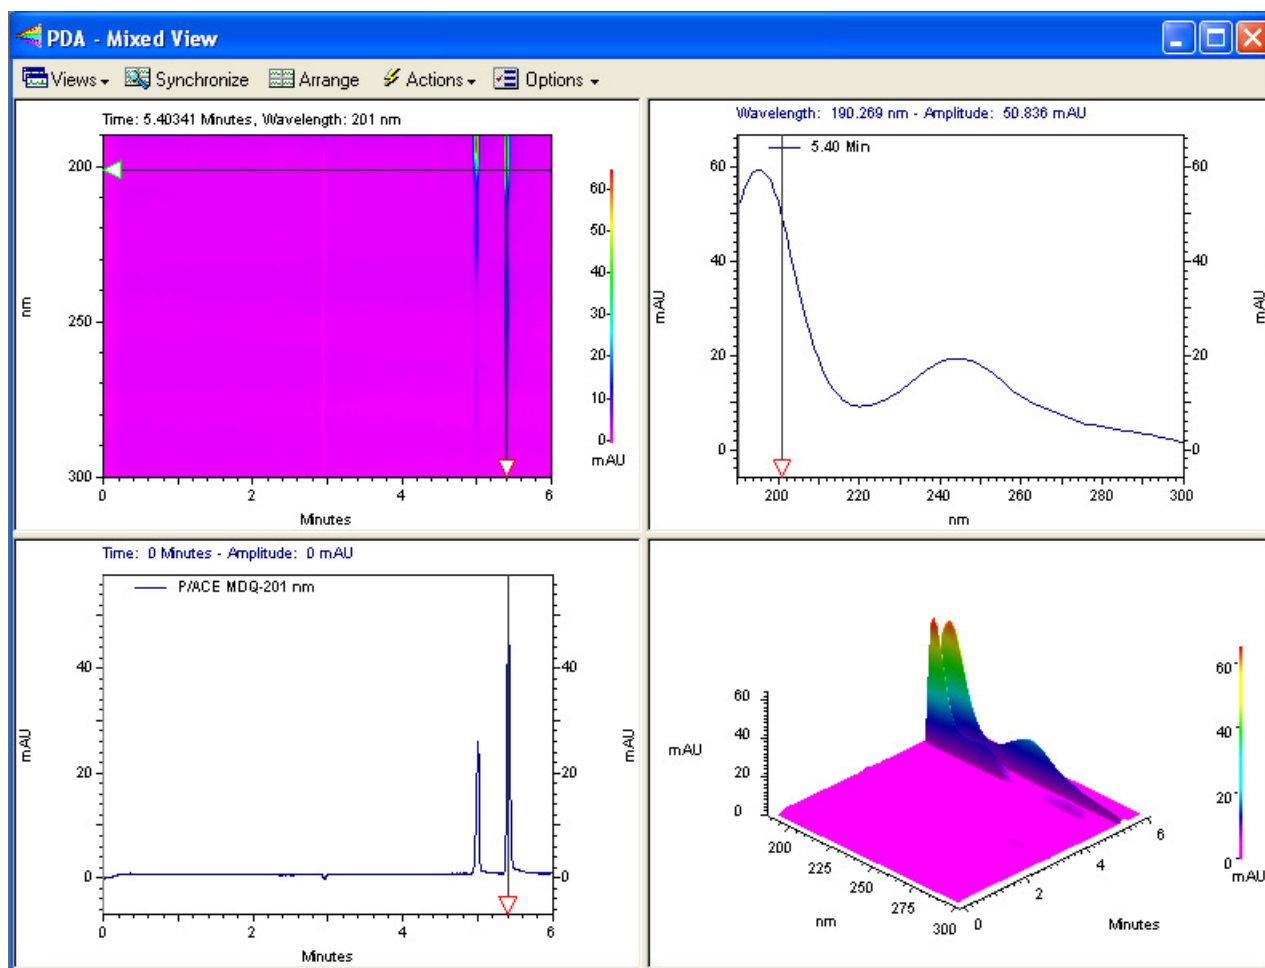 PDA - Mixed View
Views Synchronize Arrange Actions Options
Time: 5.40341 Minutes, Wavelength: 201 nm
200
250
300
nm
0 2 4 6
Minutes
60
50
40
30
20
10
0
mAU
Wavelength: 190.269 nm - Amplitude: 50.836 mAU
5.40 Min
60 60
40 40
20 20
0 0
mAU mAU
200 220 240 260 280 300
nm
Time: 0 Minutes - Amplitude: 0 mAU
P/ACE MDQ-201 nm
40 40
20 20
0 0
mAU mAU
0 2 4 6
Minutes
60
40
20
0
mAU
200 225 250 275 300
nm
0 2 4 6
Minutes
60
40
20
0
mAU